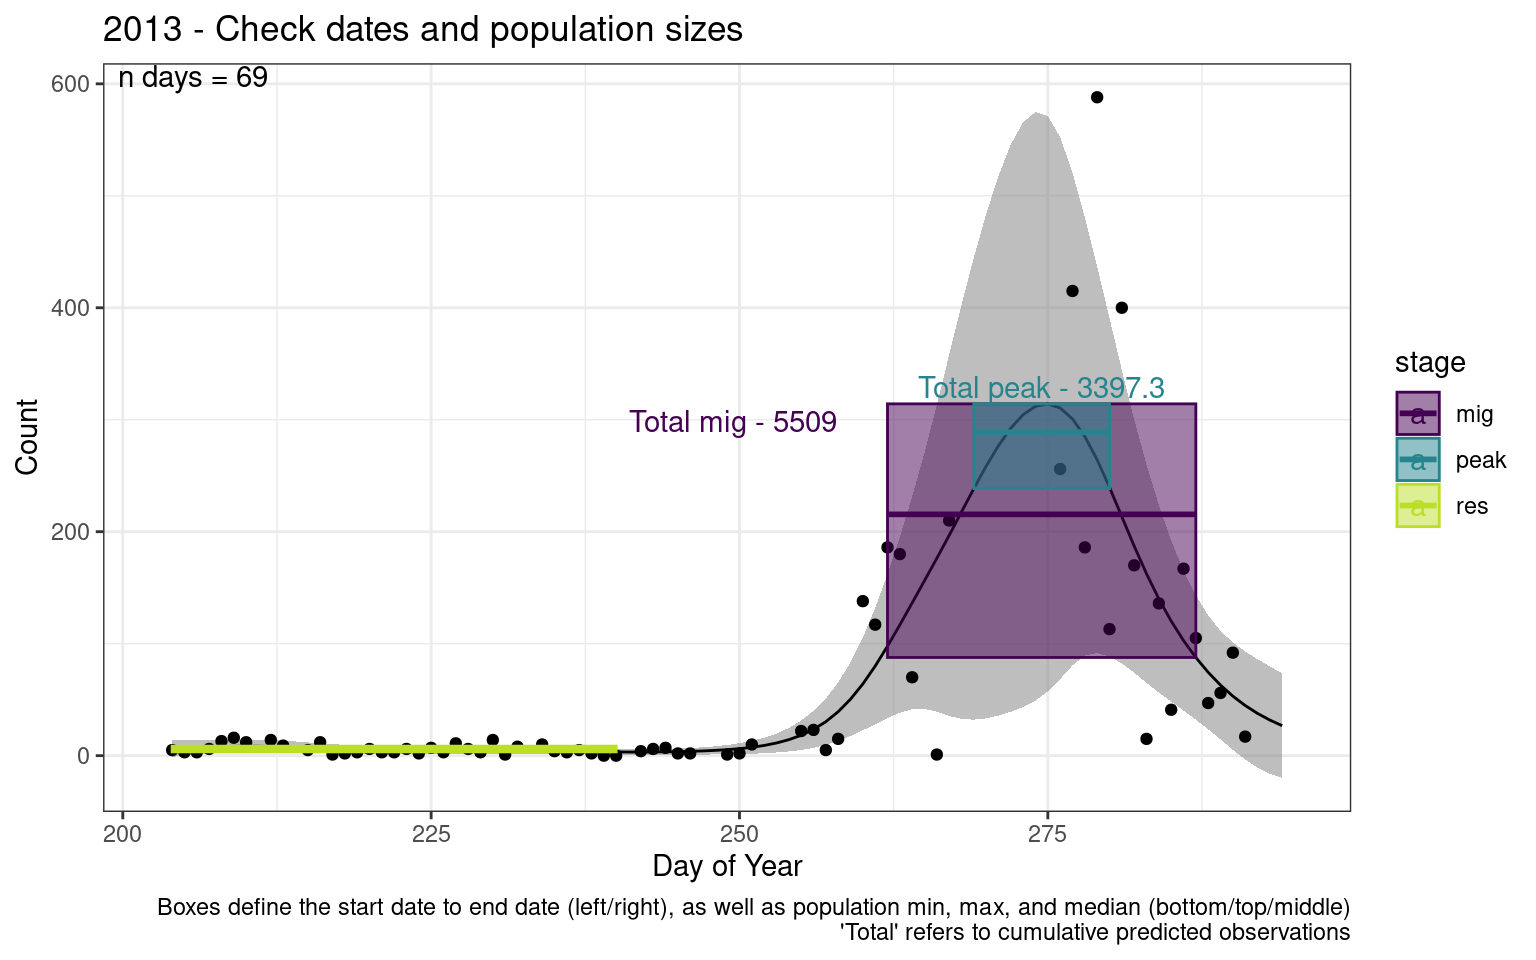 2013 - Check dates and population sizes
n days = 69
600
400
200
0
Count
Total peak - 3397.3
Total mig - 5509
200
225
250
275
Day of Year
stage
a mig
a peak
a res
Boxes define the start date to end date (left/right), as well as population min, max, and median (bottom/top/middle)
'Total' refers to cumulative predicted observations